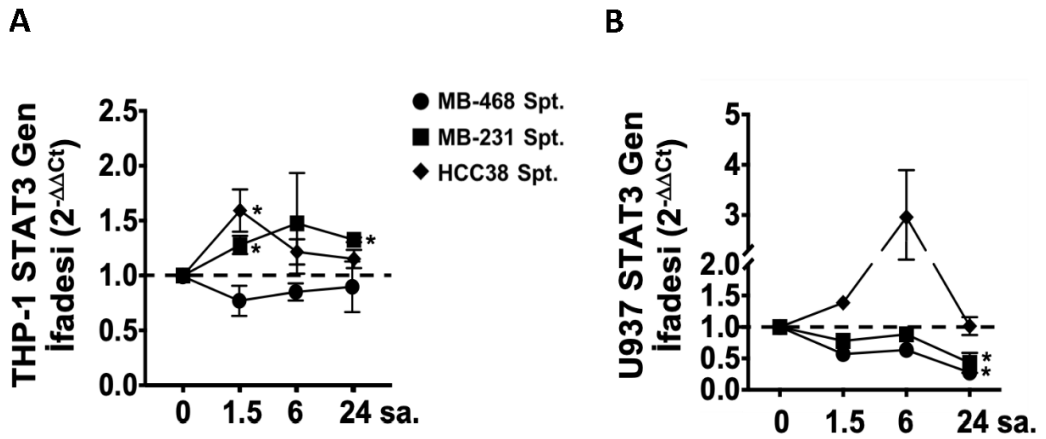 A
B
THP-1 STAT3 Gen
İfadesi (2-ΔΔCt)
2.5
2.0
1.5
1.0
0.5
0.0
0 1.5 6 24 sa.
* * *
MB-468 Spt.
MB-231 Spt.
HCC38 Spt.
U937 STAT3 Gen
İfadesi (2-ΔΔCt)
5
4
3
2.0
1.5
1.0
0.5
0.0
0 1.5 6 24 sa.
*
*